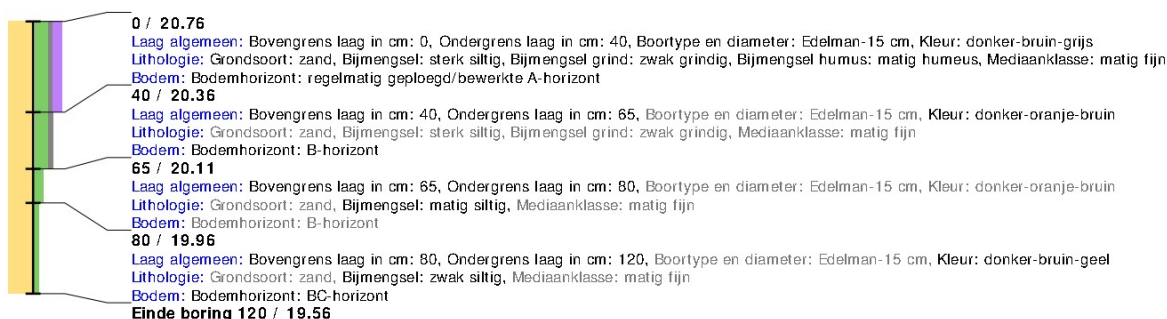 0 / 20.76
Laag algemeen: Bovengrens laag in cm: 0, Ondergrens laag in cm: 40, Boortype en diameter: Edelman-15 cm, Kleur: donker-bruin-grijs
Lithologie: Grondsoort: zand, Bijmengsel: sterk siltig, Bijmengsel grind: zwak grindig, Bijmengsel humus: matig humeus, Mediaanklasse: matig fijn
Bodem: Bodemhorizont: regelmatig geploegd/bewerkte A-horizont
40 / 20.36
Laag algemeen: Bovengrens laag in cm: 40, Ondergrens laag in cm: 65, Boortype en diameter: Edelman-15 cm, Kleur: donker-oranje-bruin
Lithologie: Grondsoort: zand, Bijmengsel: sterk siltig, Bijmengsel grind: zwak grindig, Mediaanklasse: matig fijn
Bodem: Bodemhorizont: B-horizont
65 / 20.11
Laag algemeen: Bovengrens laag in cm: 65, Ondergrens laag in cm: 80, Boortype en diameter: Edelman-15 cm, Kleur: donker-oranje-bruin
Lithologie: Grondsoort: zand, Bijmengsel: matig siltig, Mediaanklasse: matig fijn
Bodem: Bodemhorizont: B-horizont
80 / 19.96
Laag algemeen: Bovengrens laag in cm: 80, Ondergrens laag in cm: 120, Boortype en diameter: Edelman-15 cm, Kleur: donker-bruin-geel
Lithologie: Grondsoort: zand, Bijmengsel: zwak siltig, Mediaanklasse: matig fijn
Bodem: Bodemhorizont: BC-horizont
Einde boring 120 / 19.56